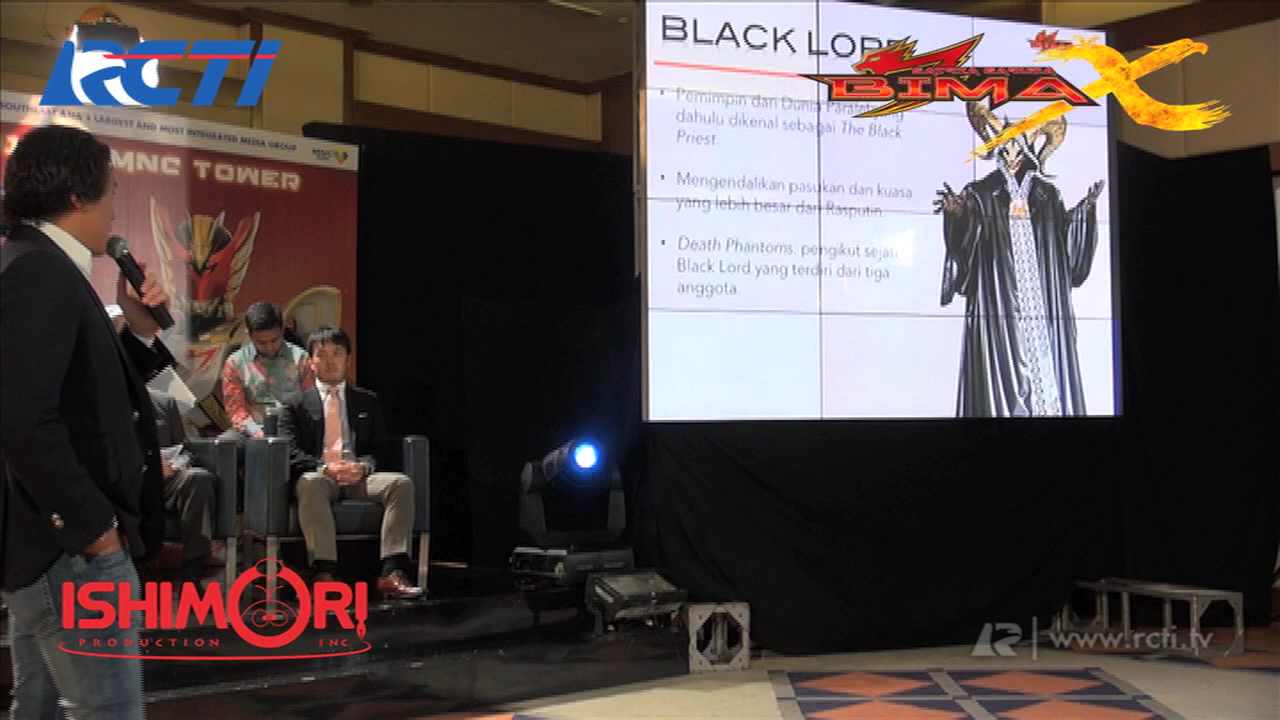 RCTI
SOUTHEAST ASIA'S LARGEST AND MOST INTEGRATED MEDIA GROUP
MNC TOWER
BLACK LORD
SATRIA GARUDA
BIMA X
• Pemimpin dari Dunia Paralel yang
dahulu dikenal sebagai The Black
Priest.
• Mengendalikan pasukan dan kuasa
yang lebih besar dari Rasputin.
• Death Phantoms, pengikut sejati
Black Lord yang terdiri dari tiga
anggota.
ISHIMORI
PRODUCTION INC.
R | www.rcti.tv